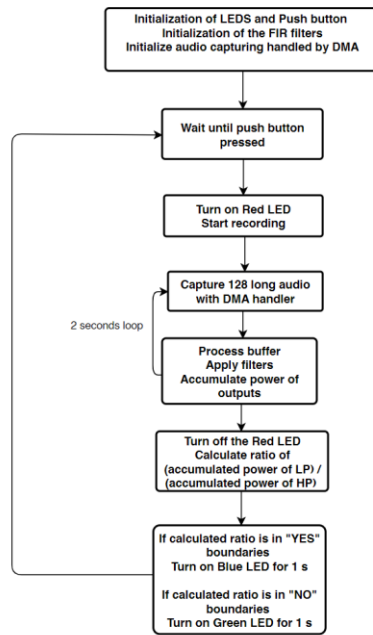 Initialization of LEDS and Push button
Initialization of the FIR filters
Initialize audio capturing handled by DMA
Wait until push button
pressed
Turn on Red LED
Start recording
Capture 128 long audio
with DMA handler
2 seconds loop
Process buffer
Apply filters
Accumulate power of
outputs
Turn off the Red LED
Calculate ratio of
(accumulated power of LP) /
(accumulated power of HP)
If calculated ratio is in "YES"
boundaries
Turn on Blue LED for 1 s
If calculated ratio is in "NO"
boundaries
Turn on Green LED for 1 s